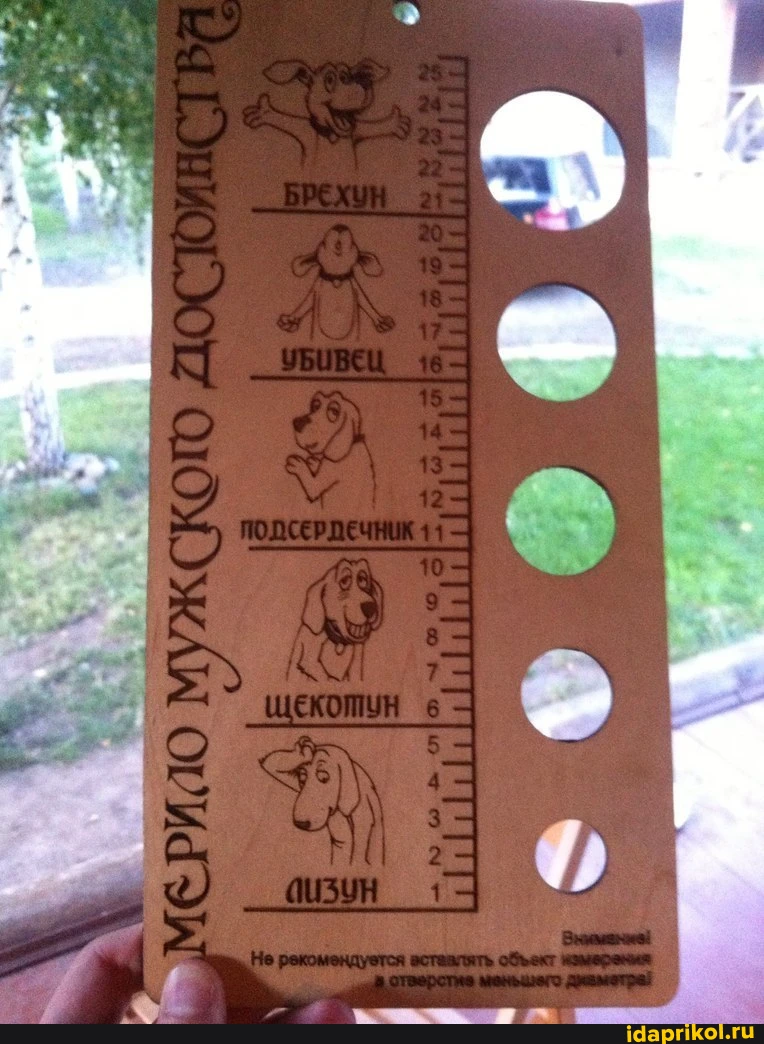 МЕРИЛО МУЖСКОГО ДОСТОИНСТВА
25
24
23
22
21
БРЕХУН
20
19
18
17
16
УБИВЕЦ
15
14
13
12
11
ПОДСЕРДЕЧНИК
10
9
8
7
6
ЩЕКОТУН
5
4
3
2
1
ЛИЗУН
Внимание!
Не рекомендуется вставлять объект измерения
в отверстие меньшего диаметра!
idaprikol.ru